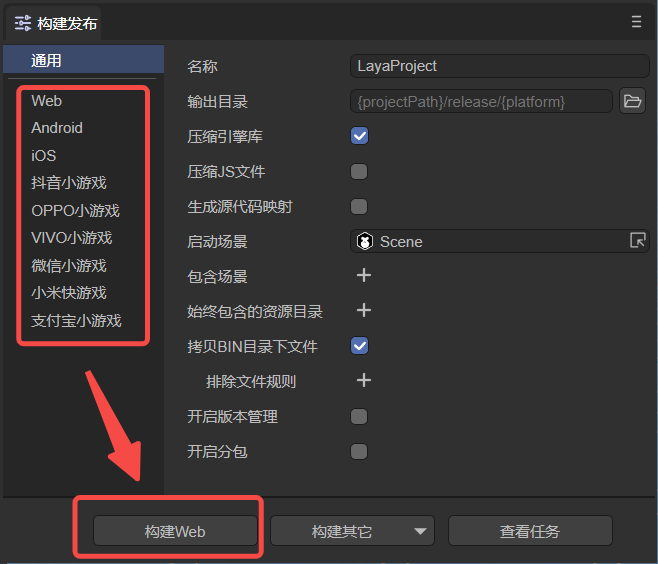 构建发布
通用
Web
Android
iOS
抖音小游戏
OPPO小游戏
VIVO小游戏
微信小游戏
小米快游戏
支付宝小游戏
名称 LayaProject
输出目录 {projectPath}/release/{platform}
压缩引擎库
压缩JS文件
生成源代码映射
启动场景 Scene
包含场景
始终包含的资源目录
拷贝BIN目录下文件
排除文件规则
开启版本管理
开启分包
构建Web 构建其它 查看任务